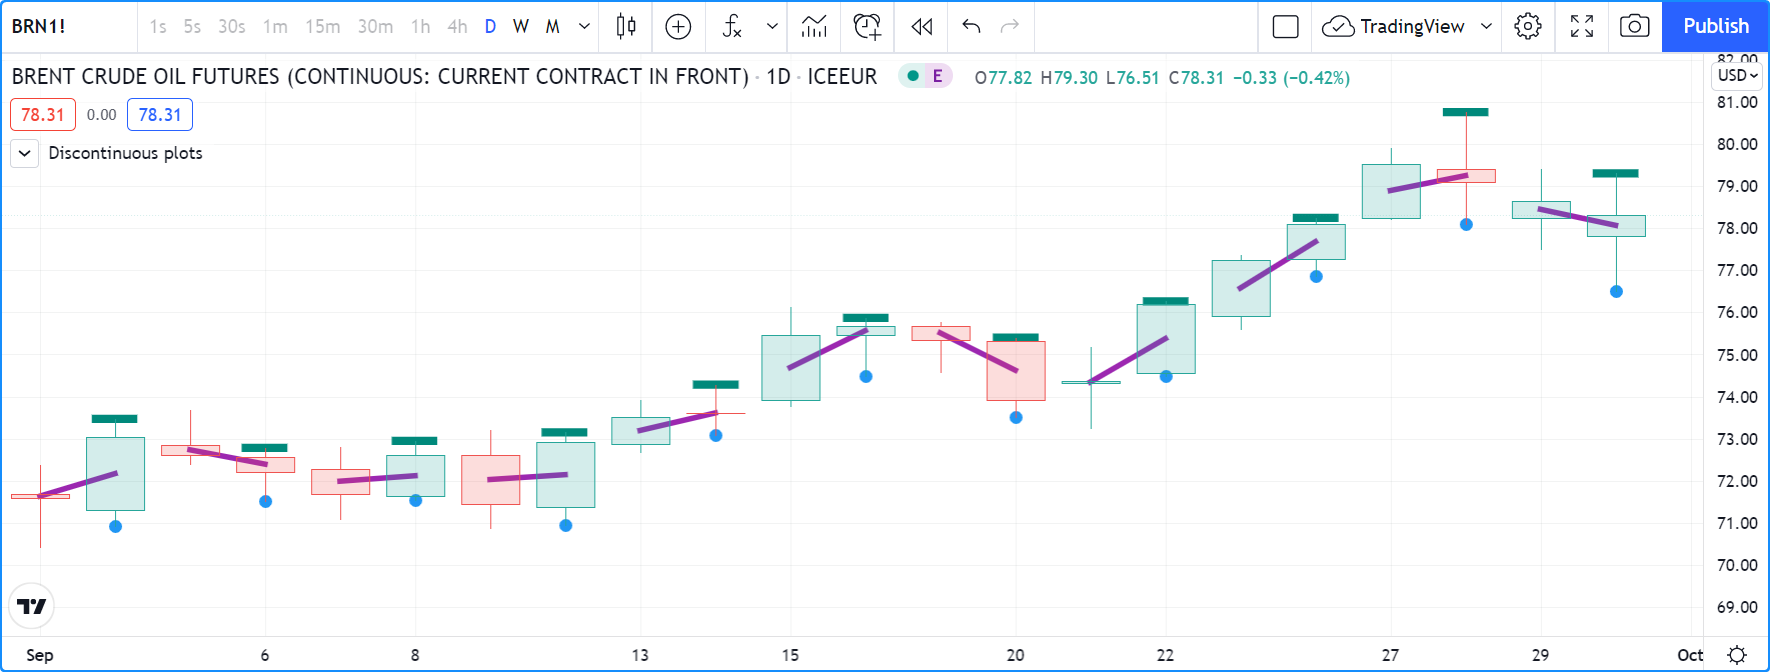 BRN1! 1s 5s 30s 1m 15m 30m 1h 4h D W M TradingView Publish
BRENT CRUDE OIL FUTURES (CONTINUOUS: CURRENT CONTRACT IN FRONT) · 1D · ICEEUR E O77.82 H79.30 L76.51 C78.31 −0.33 (−0.42%)
82.00
USD
78.31 0.00 78.31
Discontinuous plots
81.00
80.00
79.00
78.00
77.00
76.00
75.00
74.00
73.00
72.00
71.00
70.00
69.00
Sep 6 8 13 15 20 22 27 29 Oct